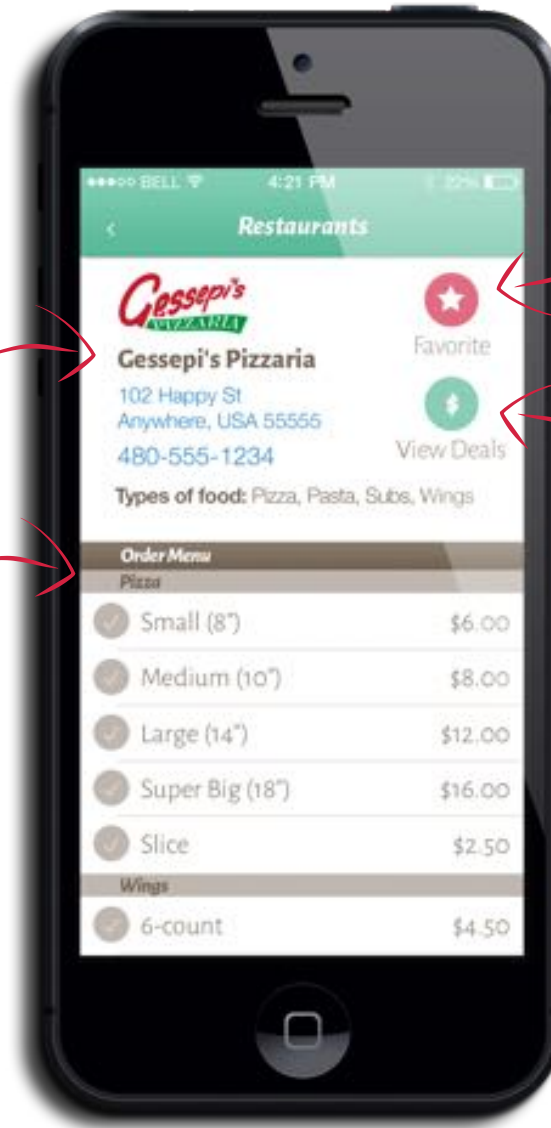 BELL 4:21 PM 22%
Restaurants
Gessepi's
PIZZARIA
Gessepi's Pizzaria
102 Happy St
Anywhere, USA 55555
480-555-1234
Favorite
View Deals
Types of food: Pizza, Pasta, Subs, Wings
Order Menu
Pizza
Small (8") $6.00
Medium (10") $8.00
Large (14") $12.00
Super Big (18") $16.00
Slice $2.50
Wings
6-count $4.50